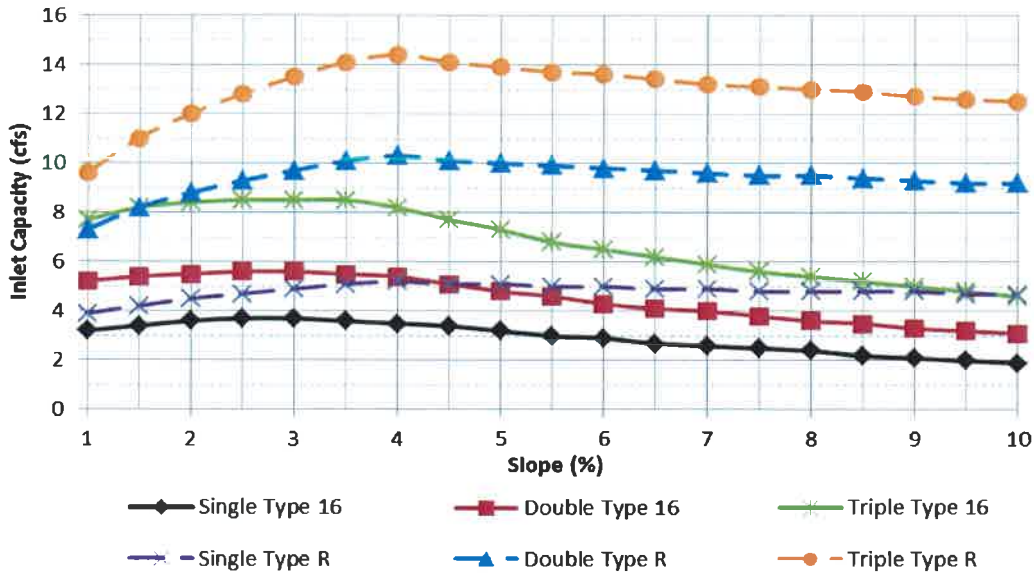 16
14
12
10
8
6
4
2
0
Inlet Capacity (cfs)
1 2 3 4 5 6 7 8 9 10
Slope (%)
Single Type 16 Double Type 16 Triple Type 16
Single Type R Double Type R Triple Type R